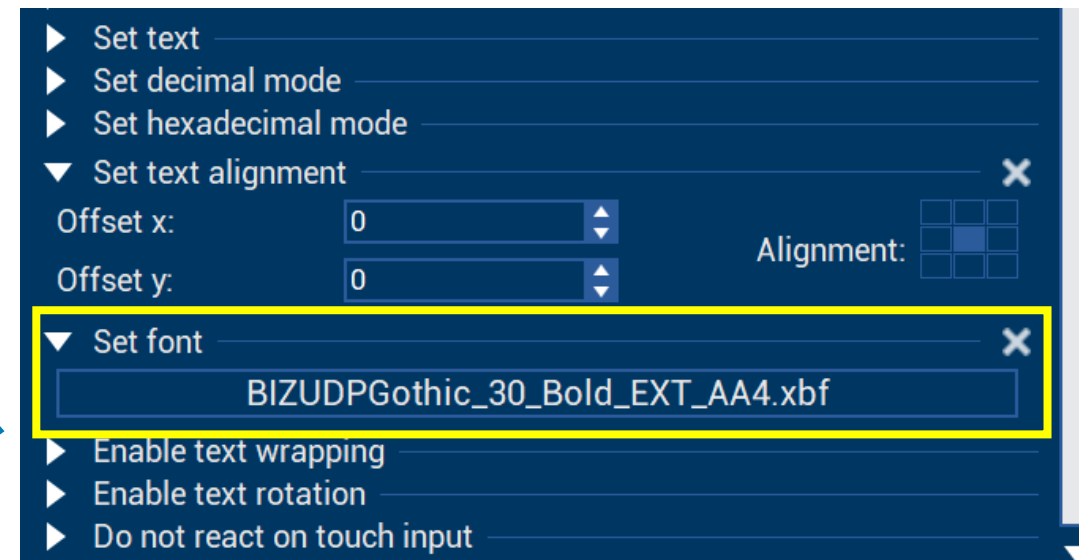 Set text
Set decimal mode
Set hexadecimal mode
Set text alignment
Offset x: 0
Alignment:
Offset y: 0
Set font
BIZUDPGothic_30_Bold_EXT_AA4.xbf
Enable text wrapping
Enable text rotation
Do not react on touch input